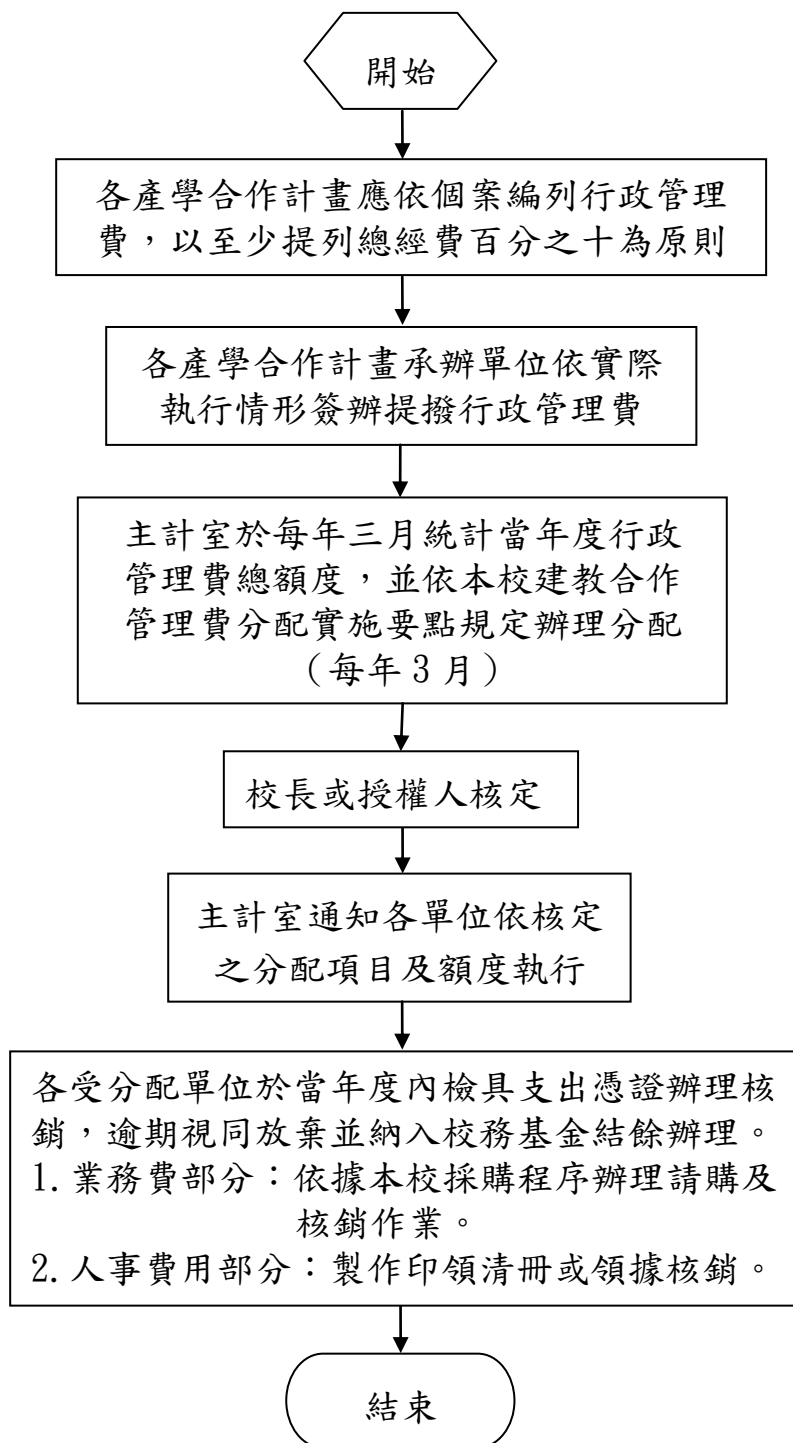 開始
各產學合作計畫應依個案編列行政管理
費，以至少提列總經費百分之十為原則
各產學合作計畫承辦單位依實際
執行情形簽辦提撥行政管理費
主計室於每年三月統計當年度行政
管理費總額度，並依本校建教合作
管理費分配實施要點規定辦理分配
（每年 3 月）
校長或授權人核定
主計室通知各單位依核定
之分配項目及額度執行
各受分配單位於當年度內檢具支出憑證辦理核
銷，逾期視同放棄並納入校務基金結餘辦理。
1. 業務費部分：依據本校採購程序辦理請購及
核銷作業。
2. 人事費用部分：製作印領清冊或領據核銷。
結束